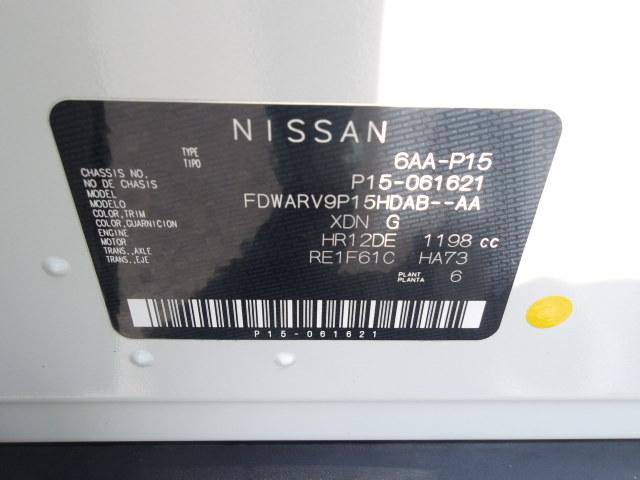 NISSAN
TYPE
TIPO 6AA-P15
CHASSIS NO.
NO DE CHASSIS P15-061621
MODEL
MODELO FDWARV9P15HDAB--AA
COLOR,TRIM
COLOR,GUARNICION XDN G
ENGINE
MOTOR HR12DE 1198 cc
TRANS.,AXLE
TRANS.,EJE RE1F61C HA73
PLANT
PLANTA 6
P15-061621